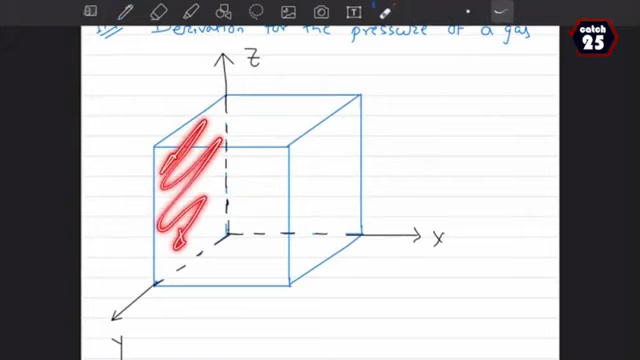 Derivation for the pressure of a gas
catch
25
Z
X
Y